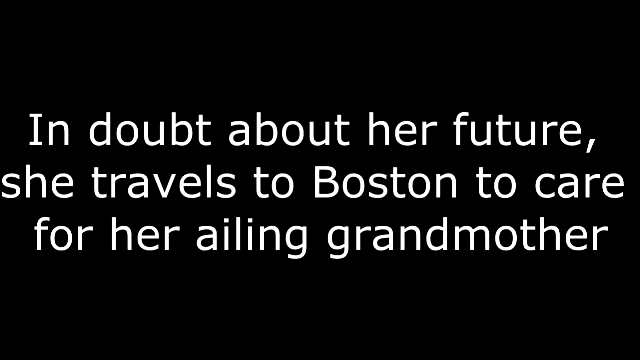 In doubt about her future,
she travels to Boston to care
for her ailing grandmother